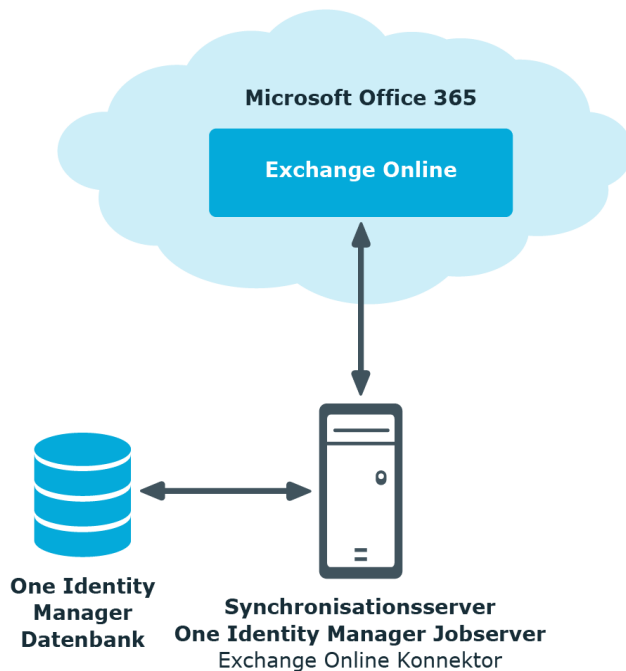 Microsoft Office 365
Exchange Online
One Identity
Manager
Datenbank
Synchronisationsserver
One Identity Manager Jobserver
Exchange Online Konnektor